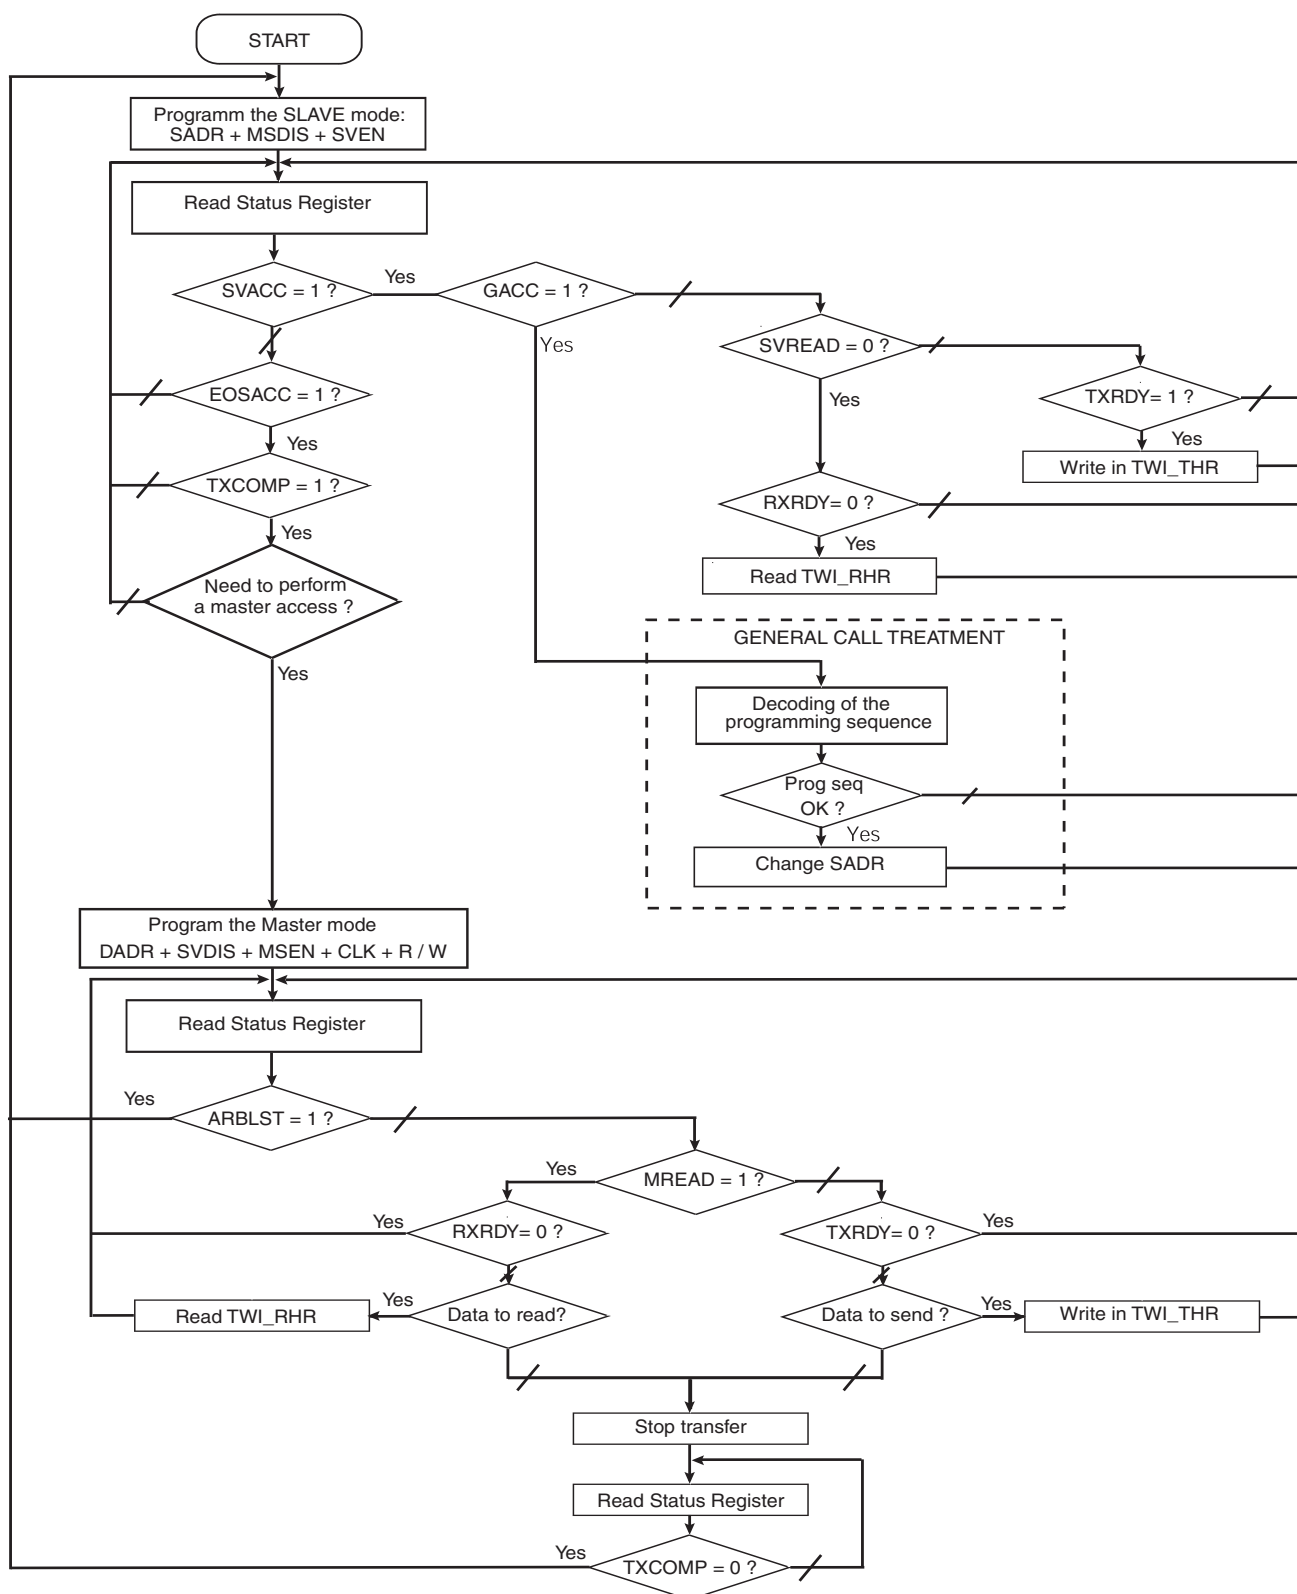 START
Programm the SLAVE mode:
SADR + MSDIS + SVEN
Read Status Register
SVACC = 1 ?
Yes
GACC = 1 ?
Yes
SVREAD = 0 ?
EOSACC = 1 ?
Yes
TXRDY= 1 ?
Yes
Yes
Write in TWI_THR
TXCOMP = 1 ?
Yes
RXRDY= 0 ?
Yes
Read TWI_RHR
Need to perform
a master access ?
Yes
GENERAL CALL TREATMENT
Decoding of the
programming sequence
Prog seq
OK ?
Yes
Change SADR
Program the Master mode
DADR + SVDIS + MSEN + CLK + R / W
Read Status Register
Yes
ARBLST = 1 ?
Yes
MREAD = 1 ?
Yes
RXRDY= 0 ?
TXRDY= 0 ?
Yes
Read TWI_RHR
Yes
Data to read?
Data to send ?
Yes
Write in TWI_THR
Stop transfer
Read Status Register
Yes
TXCOMP = 0 ?